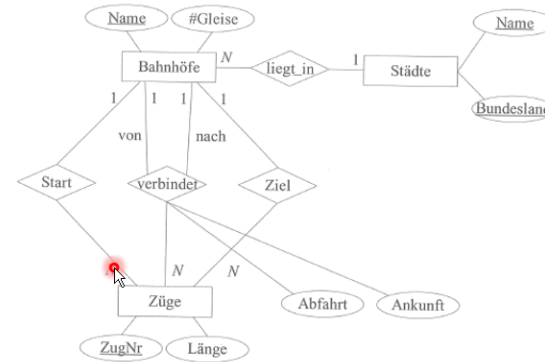 Name
#Gleise
Name
Bahnhöfe
N
liegt_in
1
Städte
1
1
1
1
Bundesland
von
nach
Start
verbindet
Ziel
N
N
Züge
Abfahrt
Ankunft
ZugNr
Länge